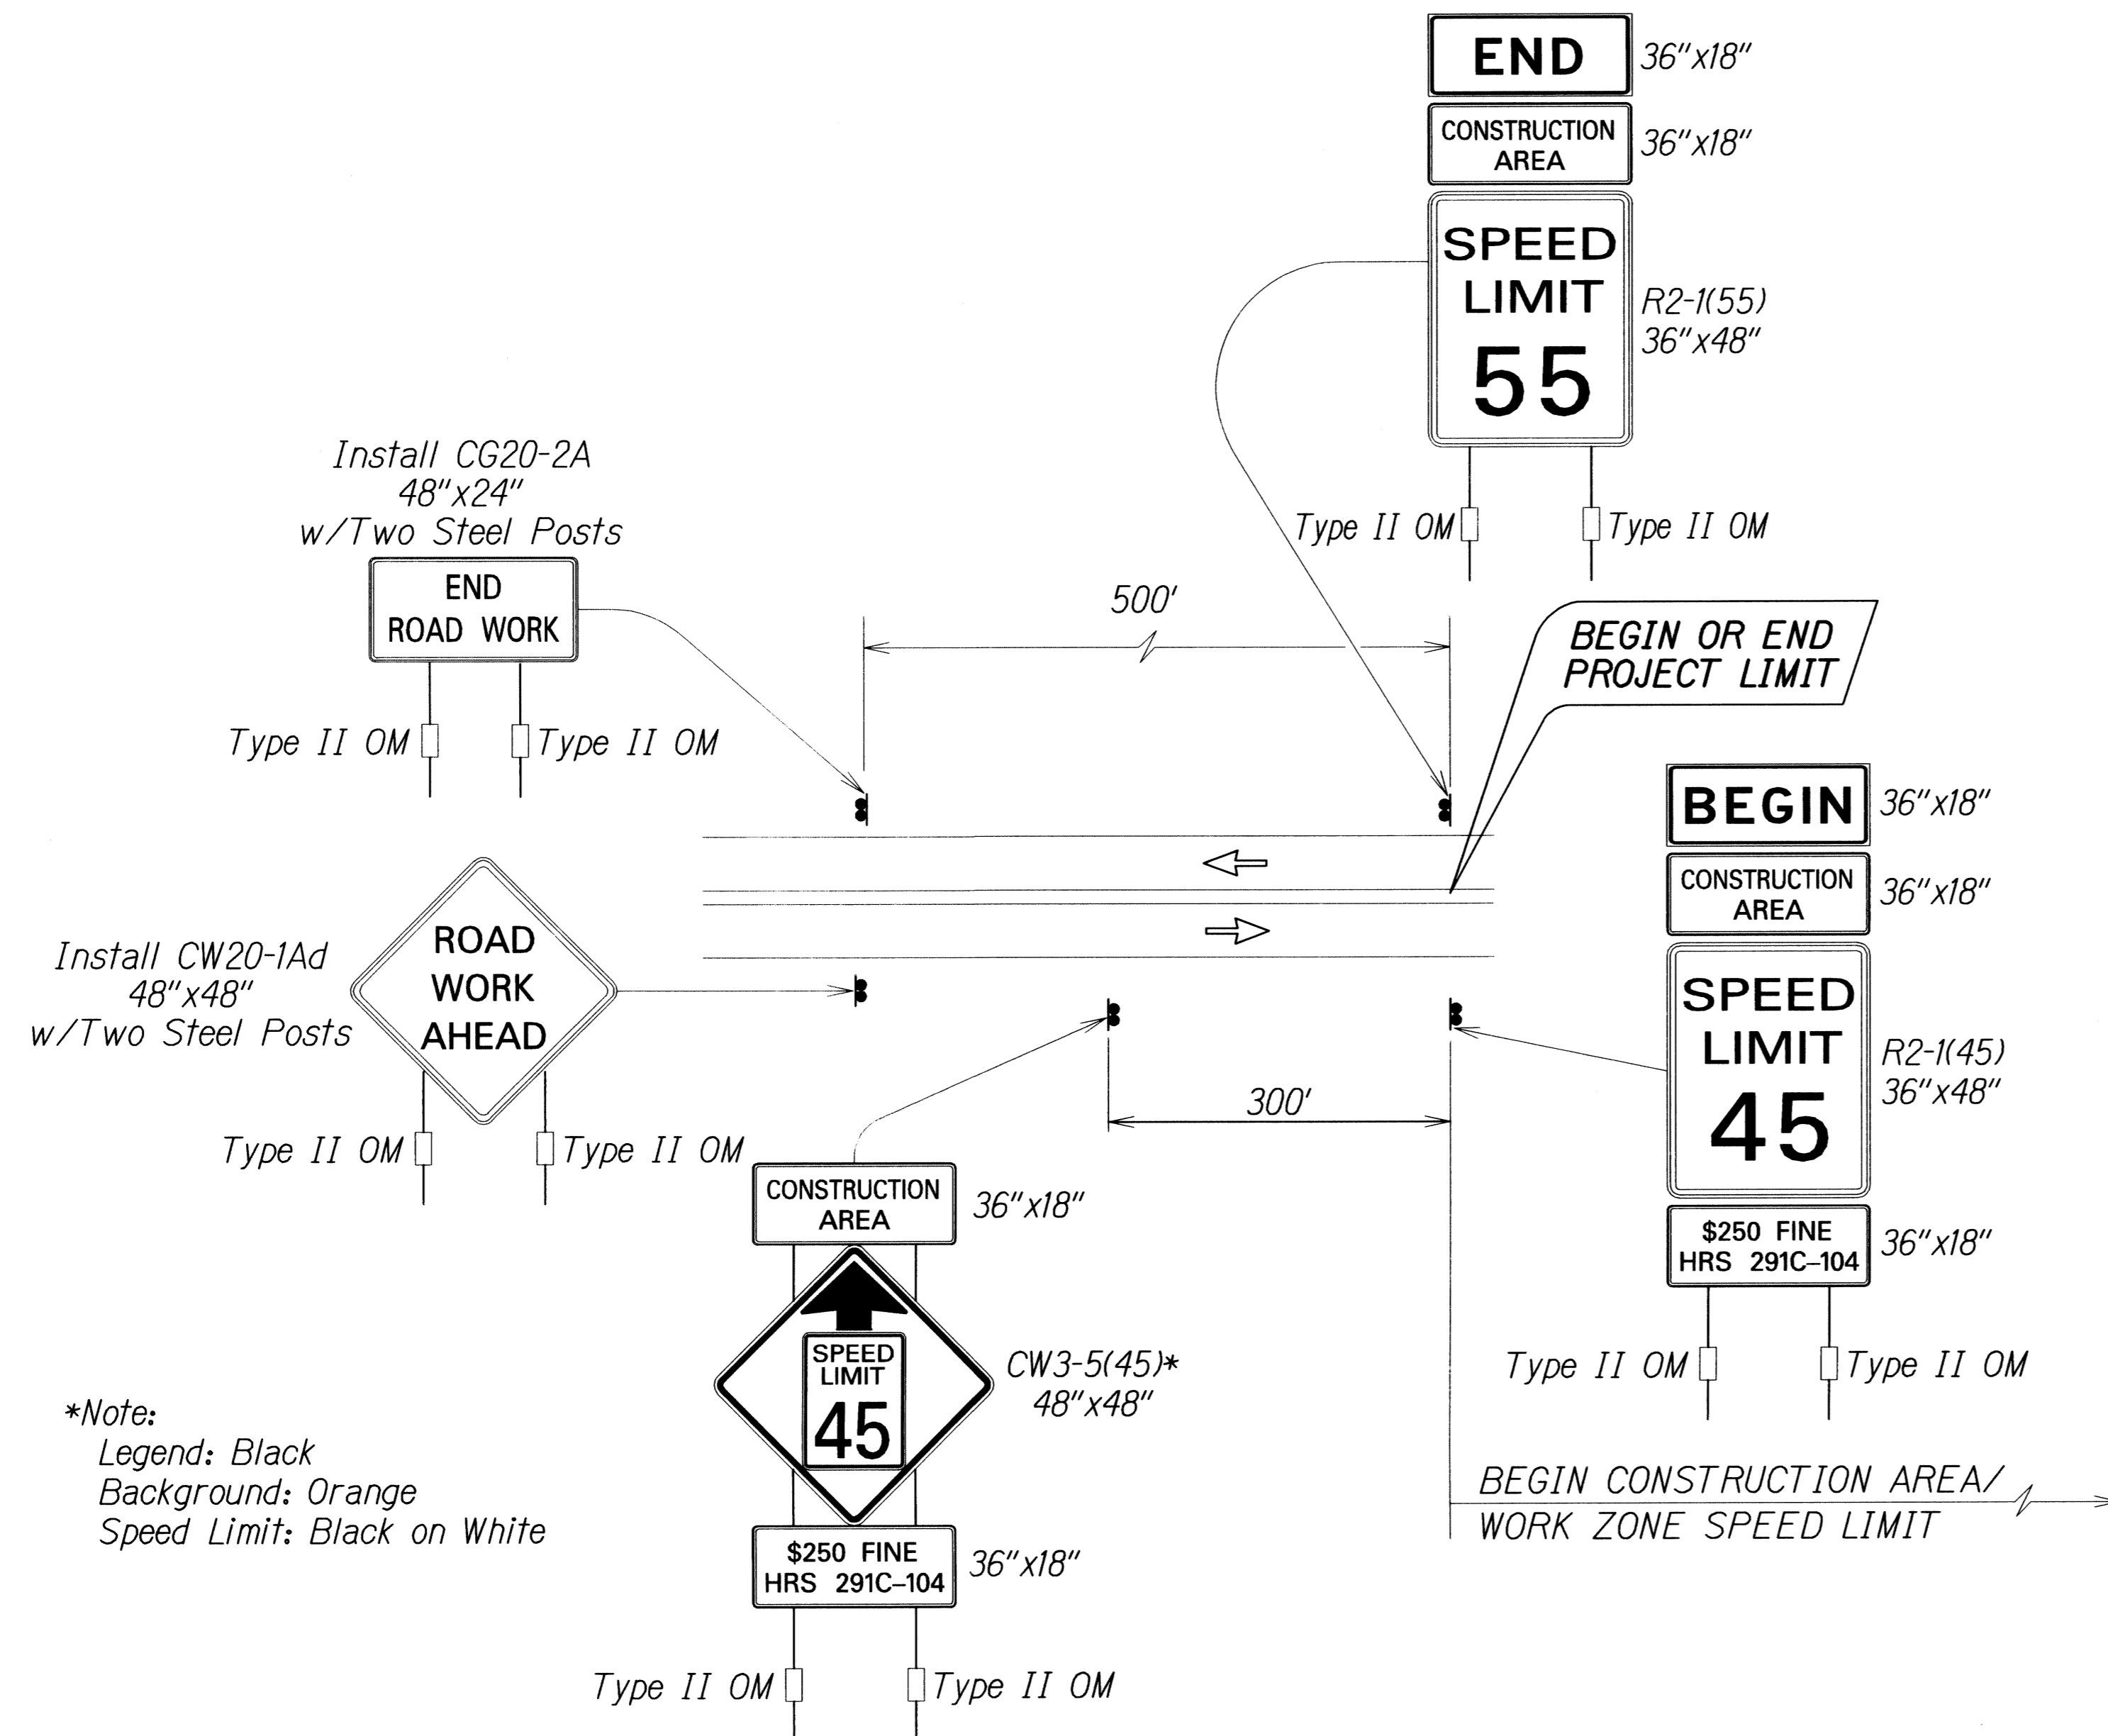 END
36"x18"
CONSTRUCTION
AREA
36"x18"
SPEED
LIMIT
55
R2-1(55)
36"x48"
Type II OM
Type II OM
Install CG20-2A
48"x24"
w/Two Steel Posts
END
ROAD WORK
Type II OM
Type II OM
500'
BEGIN OR END
PROJECT LIMIT
BEGIN
36"x18"
CONSTRUCTION
AREA
36"x18"
SPEED
LIMIT
45
R2-1(45)
36"x48"
$250 FINE
HRS 291C–104
36"x18"
Type II OM
Type II OM
Install CW20-1Ad
48"x48"
w/Two Steel Posts
ROAD
WORK
AHEAD
Type II OM
Type II OM
300'
CONSTRUCTION
AREA
36"x18"
SPEED
LIMIT
45
CW3-5(45)*
48"x48"
$250 FINE
HRS 291C–104
36"x18"
Type II OM
Type II OM
*Note:
Legend: Black
Background: Orange
Speed Limit: Black on White
BEGIN CONSTRUCTION AREA/
WORK ZONE SPEED LIMIT